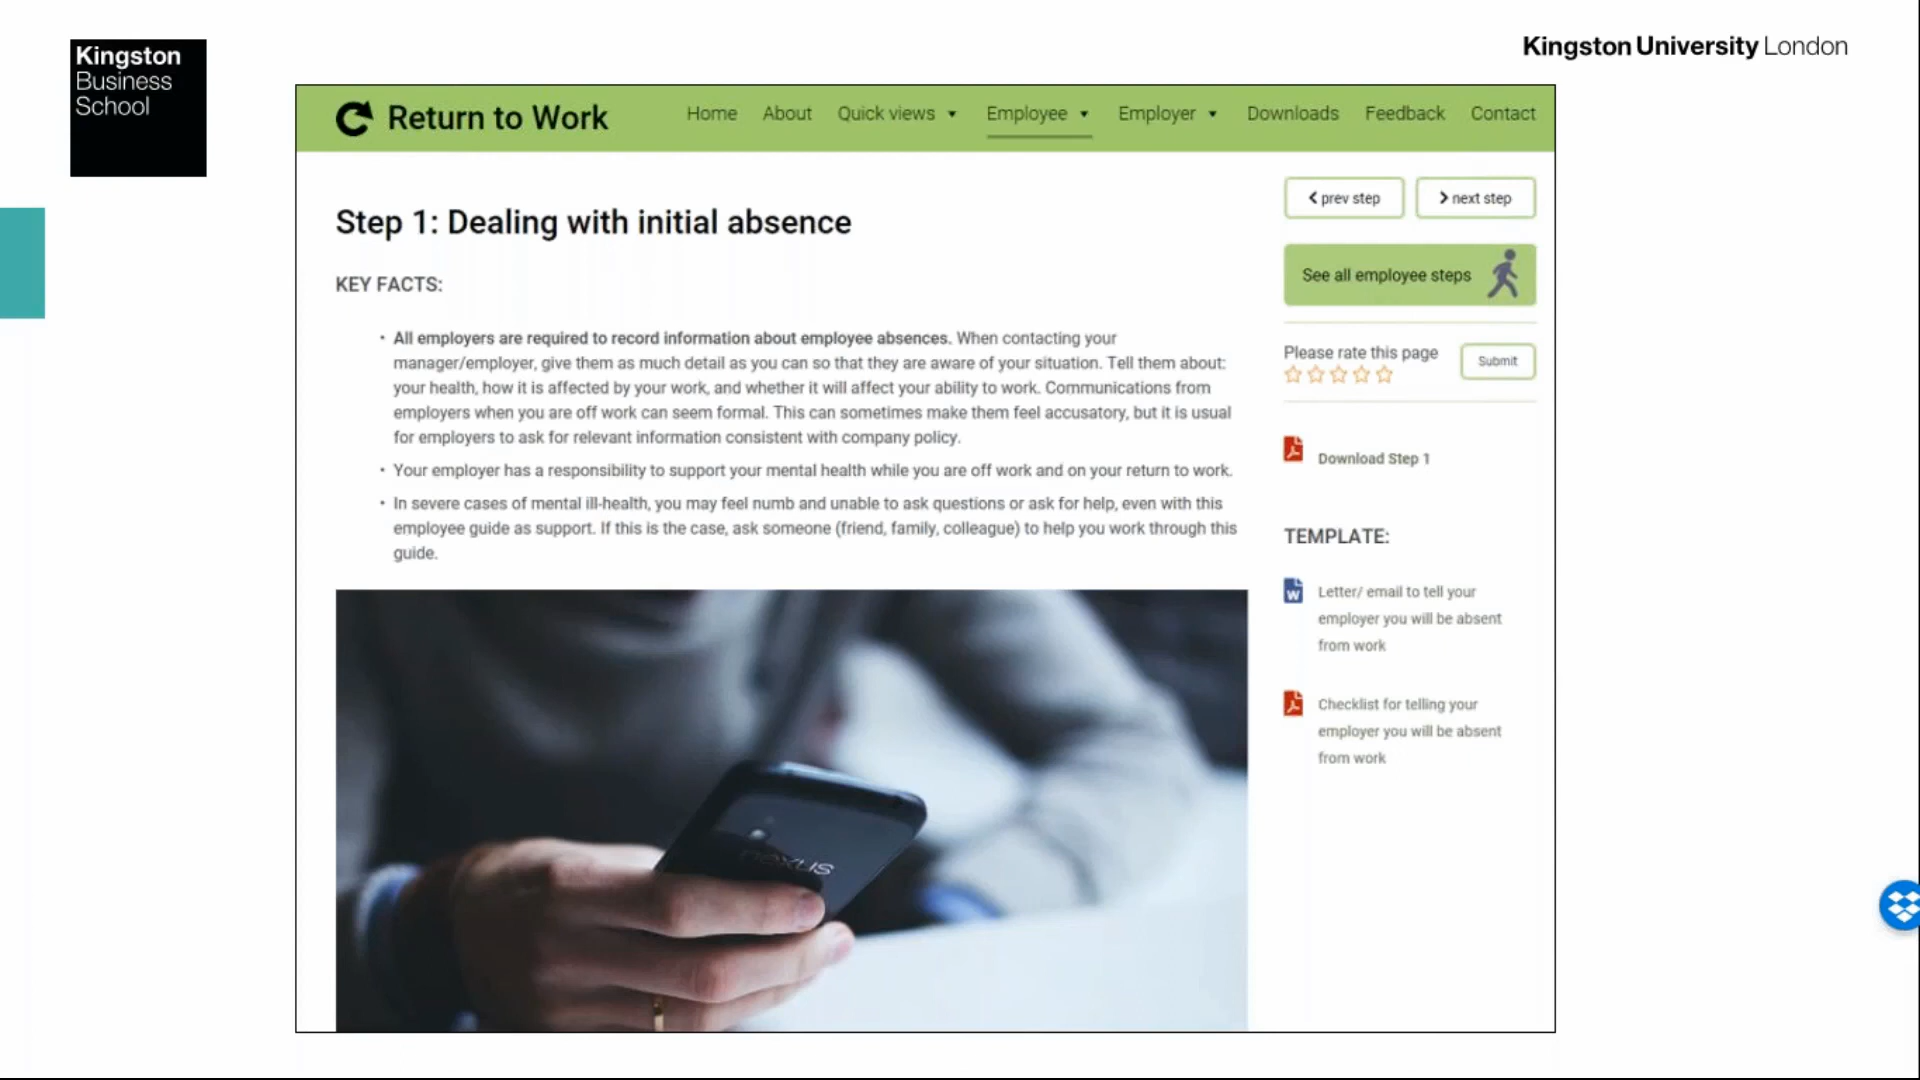 Kingston
Business
School
Kingston University London
Return to Work
Home
About
Quick views
Employee
Employer
Downloads
Feedback
Contact
Step 1: Dealing with initial absence
KEY FACTS:
• All employers are required to record information about employee absences. When contacting your
manager/employer, give them as much detail as you can so that they are aware of your situation. Tell them about:
your health, how it is affected by your work, and whether it will affect your ability to work. Communications from
employers when you are off work can seem formal. This can sometimes make them feel accusatory, but it is usual
for employers to ask for relevant information consistent with company policy.
• Your employer has a responsibility to support your mental health while you are off work and on your return to work.
• In severe cases of mental ill-health, you may feel numb and unable to ask questions or ask for help, even with this
employee guide as support. If this is the case, ask someone (friend, family, colleague) to help you work through this
guide.
nexus
prev step
next step
See all employee steps
Please rate this page
Submit
Download Step 1
TEMPLATE:
W
Letter/ email to tell your
employer you will be absent
from work
Checklist for telling your
employer you will be absent
from work